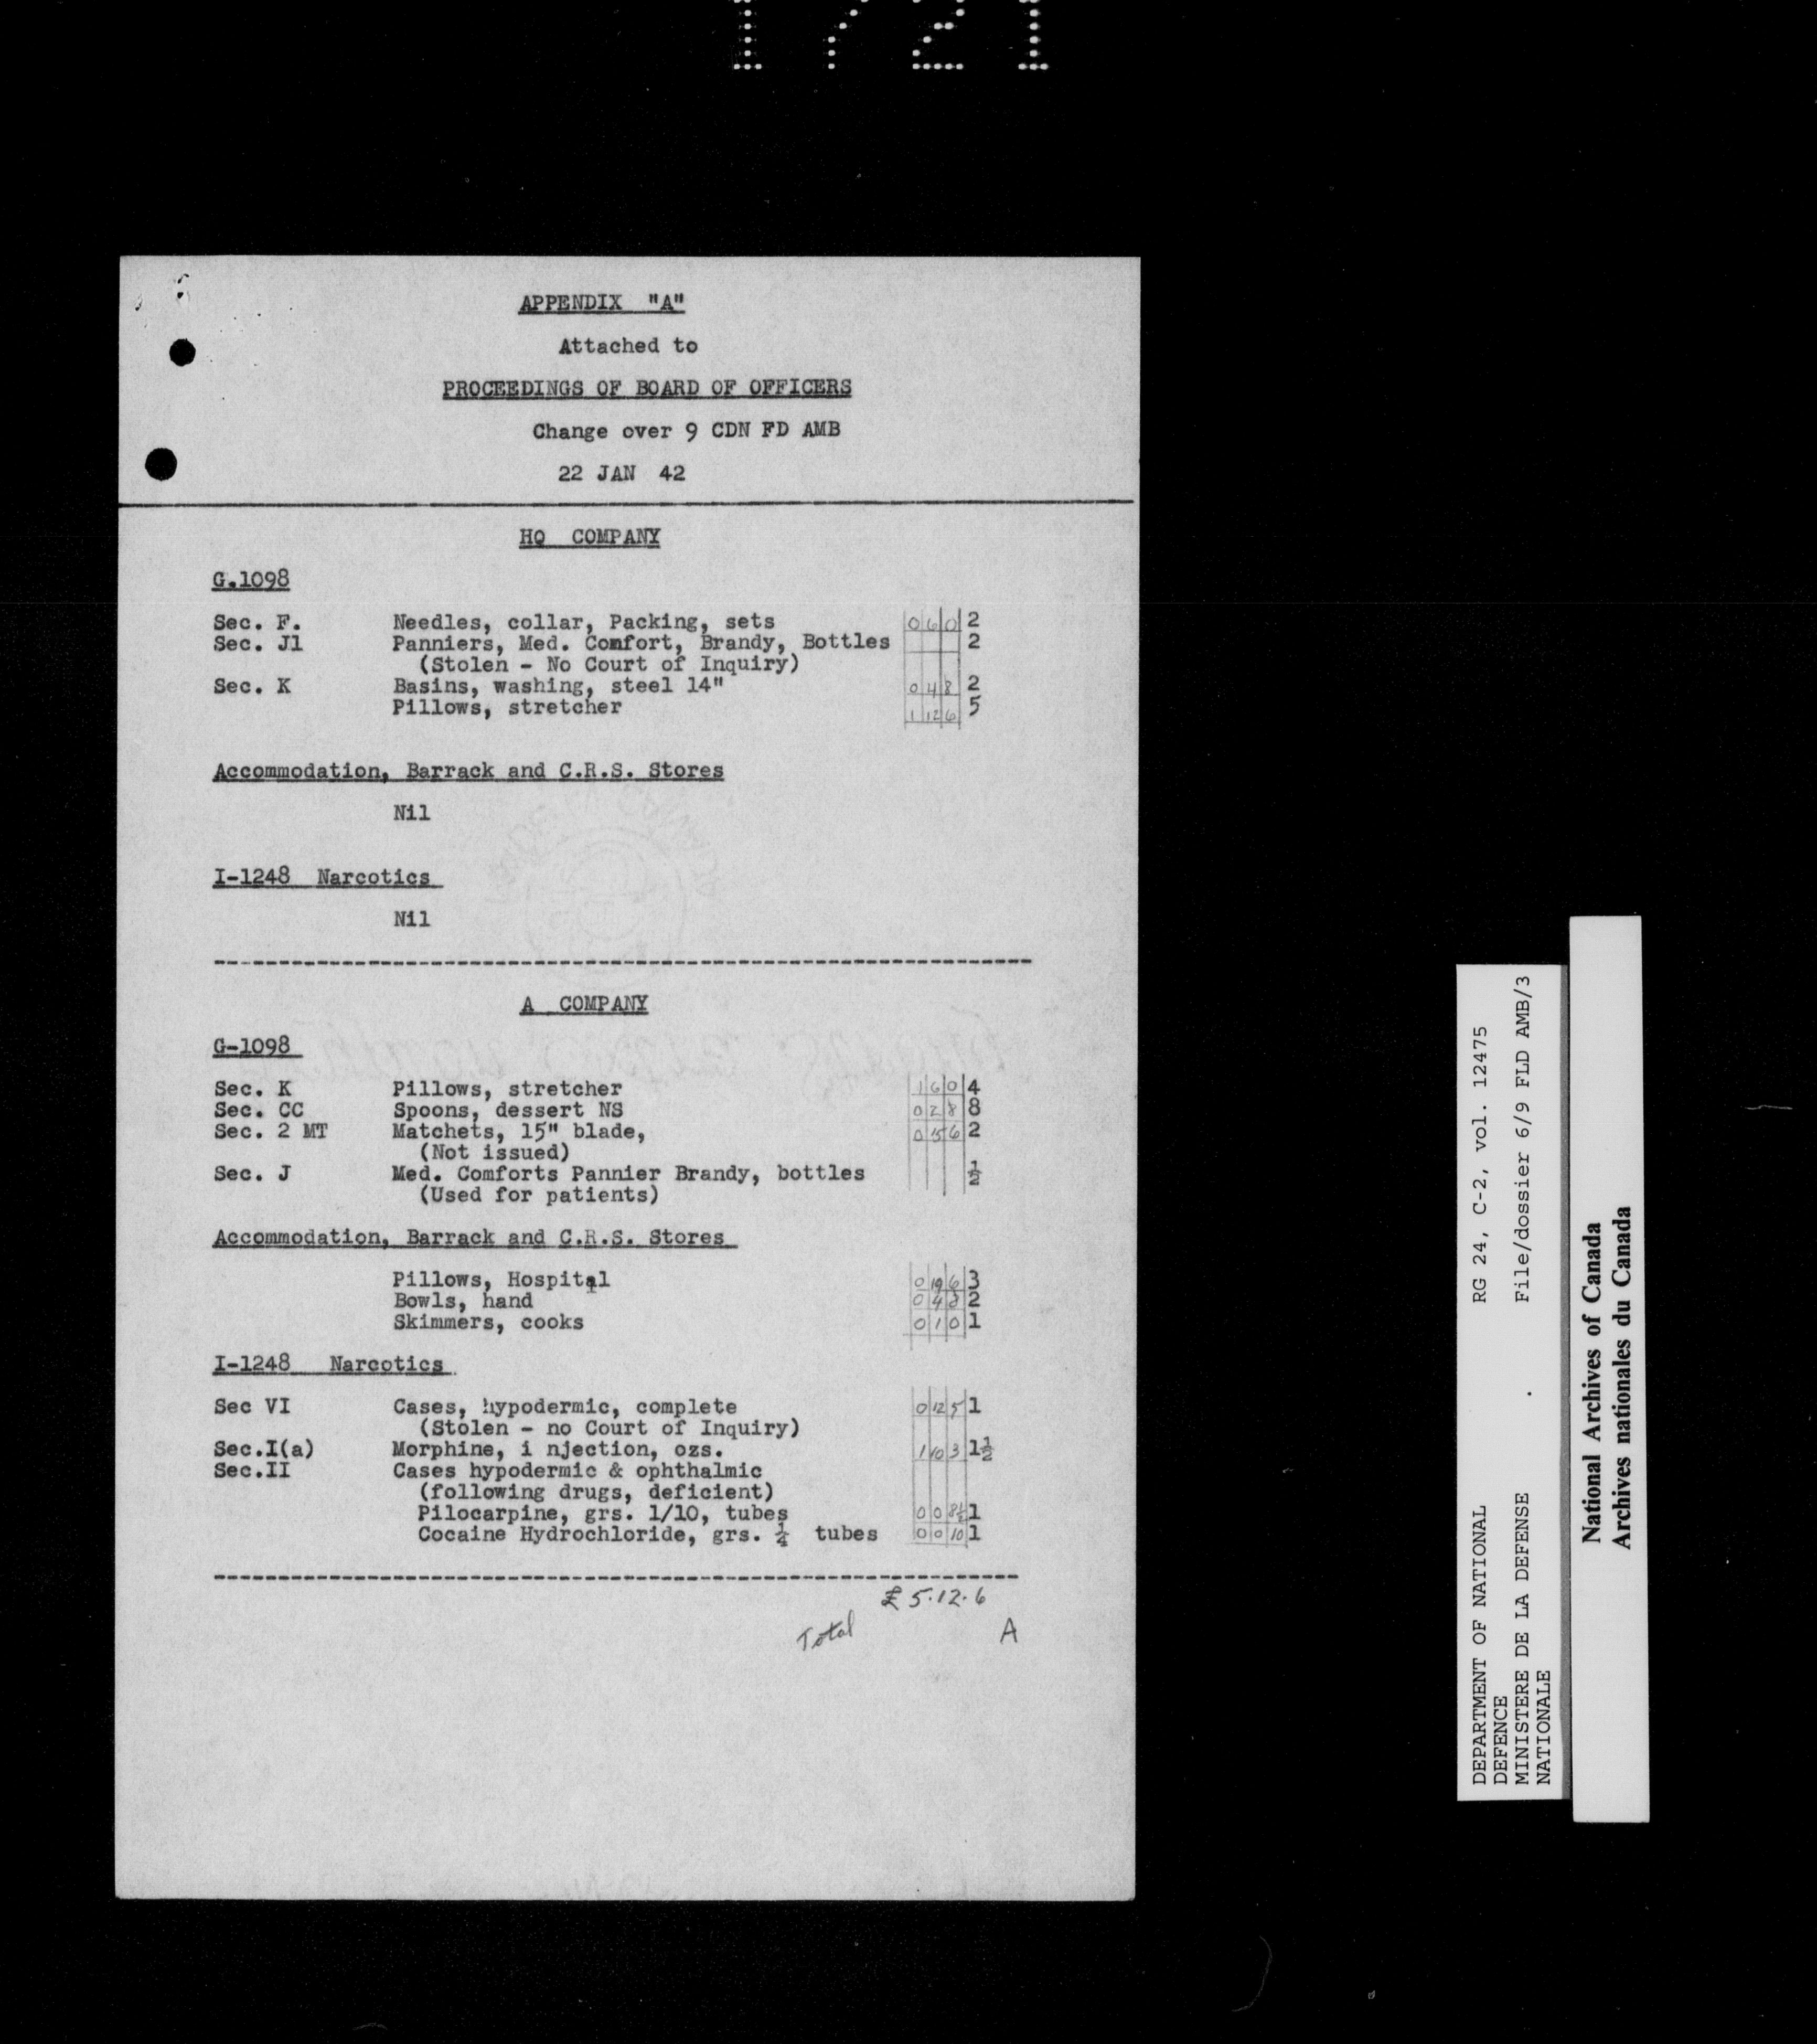 1721
APPENDIX "A"
Attached to
PROCEEDINGS OF BOARD OF OFFICERS
Change over 9 CDN FD AMB
22 JAN 42
HQ COMPANY
G.1098
Sec. F. Needles, collar, Packing, sets 0 6 0 2
Sec. J1 Panniers, Med. Comfort, Brandy, Bottles 2
(Stolen - No Court of Inquiry)
Sec. K Basins, washing, steel 14" 0 4 8 2
Pillows, stretcher 1 12 6 5
Accommodation, Barrack and C.R.S. Stores
Nil
I-1248 Narcotics
Nil
A COMPANY
G-1098
Sec. K Pillows, stretcher 1 6 0 4
Sec. CC Spoons, dessert NS 0 2 8 8
Sec. 2 MT Matchets, 15" blade, 0 15 6 2
(Not issued)
Sec. J Med. Comforts Pannier Brandy, bottles ½
(Used for patients)
Accommodation, Barrack and C.R.S. Stores
Pillows, Hospital 0 19 6 3
Bowls, hand 0 4 8 2
Skimmers, cooks 0 1 0 1
I-1248 Narcotics
Sec VI Cases, hypodermic, complete 0 12 5 1
(Stolen - no Court of Inquiry)
Sec.I(a) Morphine, i njection, ozs. 1 10 3 1½
Sec.II Cases hypodermic & ophthalmic
(following drugs, deficient)
Pilocarpine, grs. 1/10, tubes 0 0 8½ 1
Cocaine Hydrochloride, grs. ¼ tubes 0 0 10 1
£ 5.12.6
Total A
DEPARTMENT OF NATIONAL RG 24, C-2, vol. 12475
DEFENCE
MINISTERE DE LA DEFENSE File/dossier 6/9 FLD AMB/3
NATIONALE
National Archives of Canada
Archives nationales du Canada